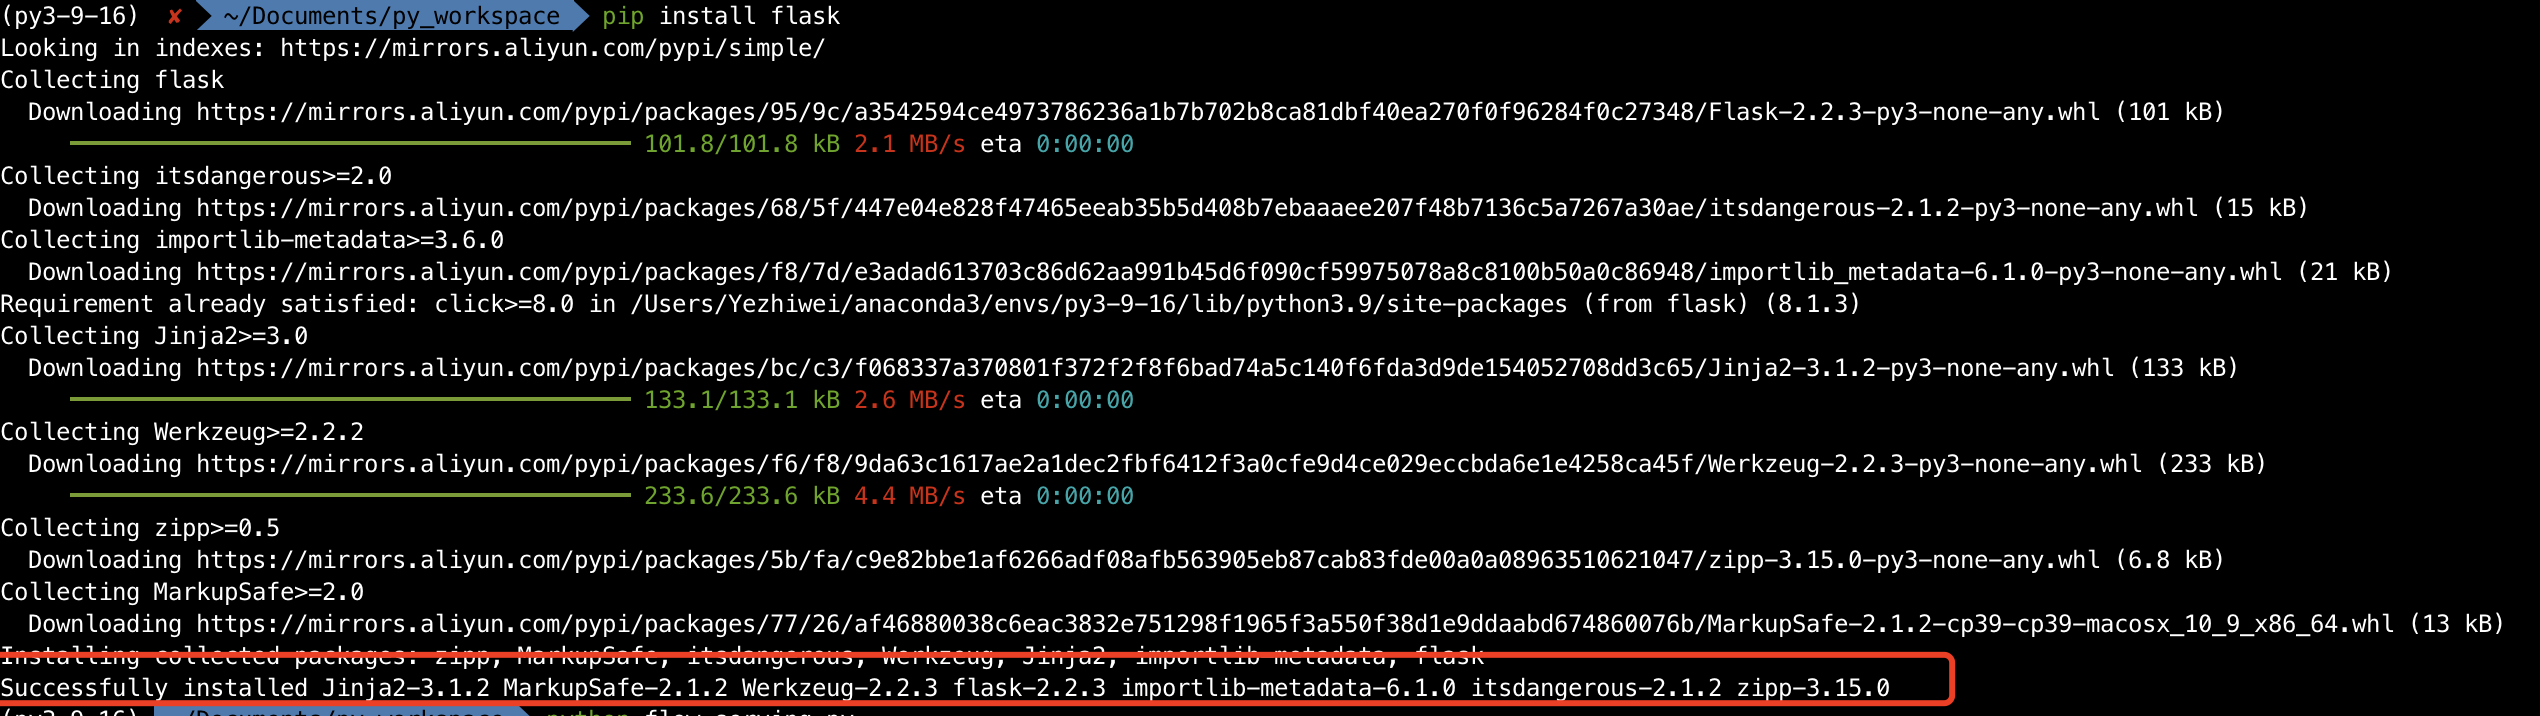 (py3-9-16) ✘ ~/Documents/py_workspace pip install flask
Looking in indexes: https://mirrors.aliyun.com/pypi/simple/
Collecting flask
  Downloading https://mirrors.aliyun.com/pypi/packages/95/9c/a3542594ce4973786236a1b7b702b8ca81dbf40ea270f0f96284f0c27348/Flask-2.2.3-py3-none-any.whl (101 kB)
101.8/101.8 kB 2.1 MB/s eta 0:00:00
Collecting itsdangerous>=2.0
  Downloading https://mirrors.aliyun.com/pypi/packages/68/5f/447e04e828f47465eeab35b5d408b7ebaaaee207f48b7136c5a7267a30ae/itsdangerous-2.1.2-py3-none-any.whl (15 kB)
Collecting importlib-metadata>=3.6.0
  Downloading https://mirrors.aliyun.com/pypi/packages/f8/7d/e3adad613703c86d62aa991b45d6f090cf59975078a8c8100b50a0c86948/importlib_metadata-6.1.0-py3-none-any.whl (21 kB)
Requirement already satisfied: click>=8.0 in /Users/Yezhiwei/anaconda3/envs/py3-9-16/lib/python3.9/site-packages (from flask) (8.1.3)
Collecting Jinja2>=3.0
  Downloading https://mirrors.aliyun.com/pypi/packages/bc/c3/f068337a370801f372f2f8f6bad74a5c140f6fda3d9de154052708dd3c65/Jinja2-3.1.2-py3-none-any.whl (133 kB)
133.1/133.1 kB 2.6 MB/s eta 0:00:00
Collecting Werkzeug>=2.2.2
  Downloading https://mirrors.aliyun.com/pypi/packages/f6/f8/9da63c1617ae2a1dec2fbf6412f3a0cfe9d4ce029eccbda6e1e4258ca45f/Werkzeug-2.2.3-py3-none-any.whl (233 kB)
233.6/233.6 kB 4.4 MB/s eta 0:00:00
Collecting zipp>=0.5
  Downloading https://mirrors.aliyun.com/pypi/packages/5b/fa/c9e82bbe1af6266adf08afb563905eb87cab83fde00a0a08963510621047/zipp-3.15.0-py3-none-any.whl (6.8 kB)
Collecting MarkupSafe>=2.0
  Downloading https://mirrors.aliyun.com/pypi/packages/77/26/af46880038c6eac3832e751298f1965f3a550f38d1e9ddaabd674860076b/MarkupSafe-2.1.2-cp39-cp39-macosx_10_9_x86_64.whl (13 kB)
Installing collected packages: zipp, MarkupSafe, itsdangerous, Werkzeug, Jinja2, importlib-metadata, flask
Successfully installed Jinja2-3.1.2 MarkupSafe-2.1.2 Werkzeug-2.2.3 flask-2.2.3 importlib-metadata-6.1.0 itsdangerous-2.1.2 zipp-3.15.0
(py3-9-16) ~/Documents/py_workspace python flow_serving.py